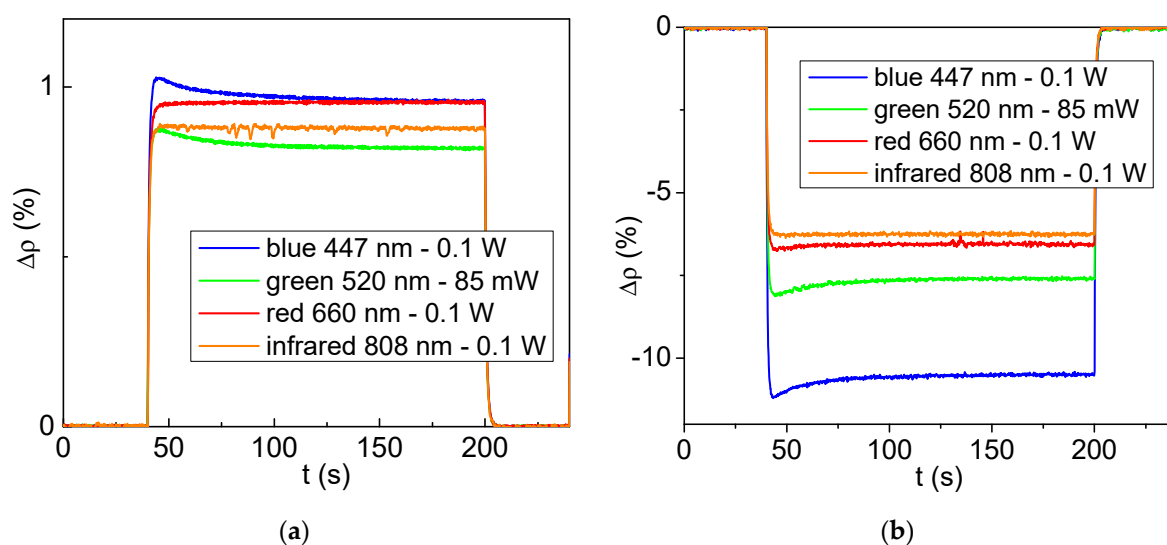 1
0
Δρ (%)
0
50
100
150
200
t (s)
blue 447 nm - 0.1 W
green 520 nm - 85 mW
red 660 nm - 0.1 W
infrared 808 nm - 0.1 W
(a)
0
-5
-10
Δρ (%)
0
50
100
150
200
t (s)
blue 447 nm - 0.1 W
green 520 nm - 85 mW
red 660 nm - 0.1 W
infrared 808 nm - 0.1 W
(b)